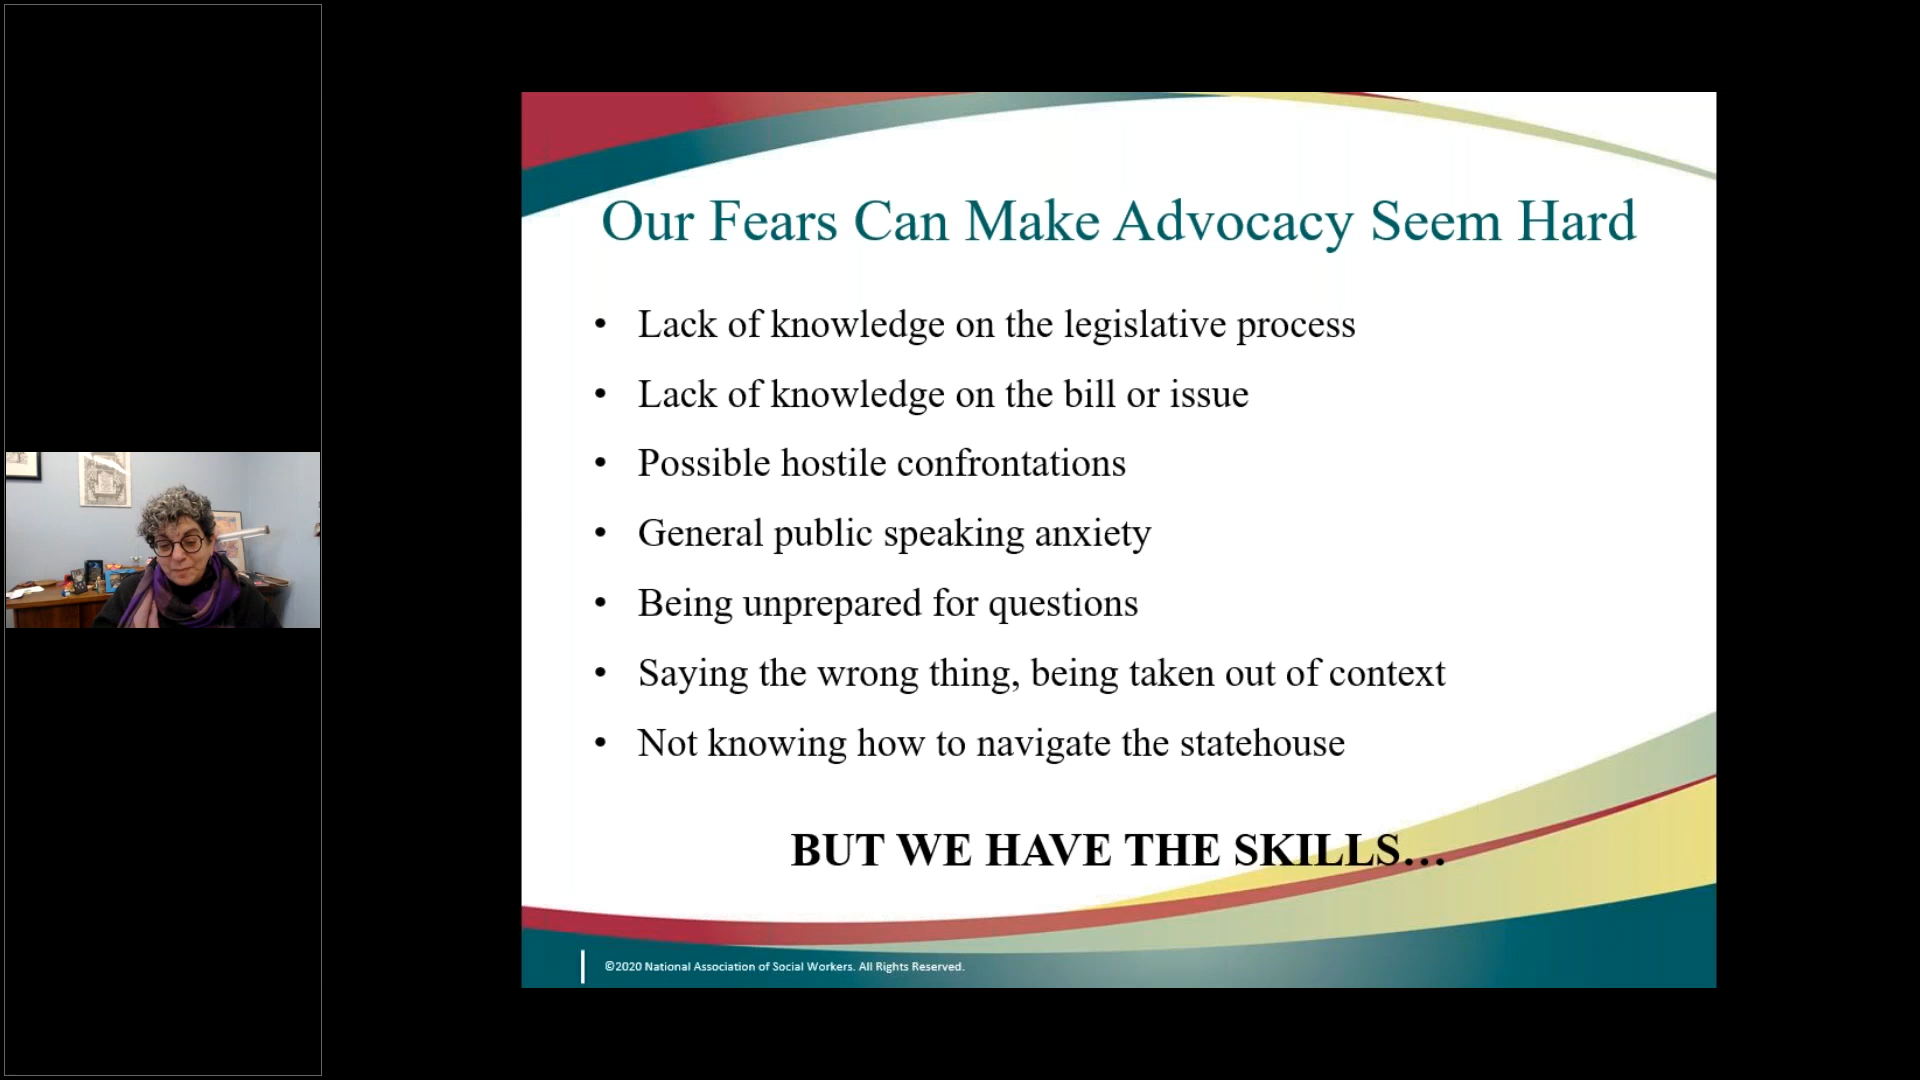 Our Fears Can Make Advocacy Seem Hard
• Lack of knowledge on the legislative process
• Lack of knowledge on the bill or issue
• Possible hostile confrontations
• General public speaking anxiety
• Being unprepared for questions
• Saying the wrong thing, being taken out of context
• Not knowing how to navigate the statehouse
BUT WE HAVE THE SKILLS…
©2020 National Association of Social Workers. All Rights Reserved.